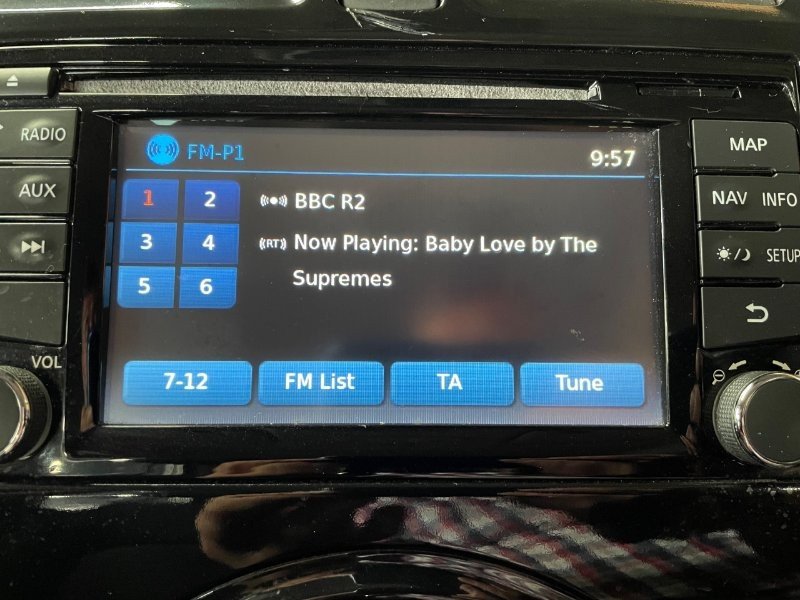 RADIO
AUX
VOL
FM-P1
9:57
1
2
3
4
5
6
BBC R2
RT
Now Playing: Baby Love by The
Supremes
7-12
FM List
TA
Tune
MAP
NAV
INFO
SETUP